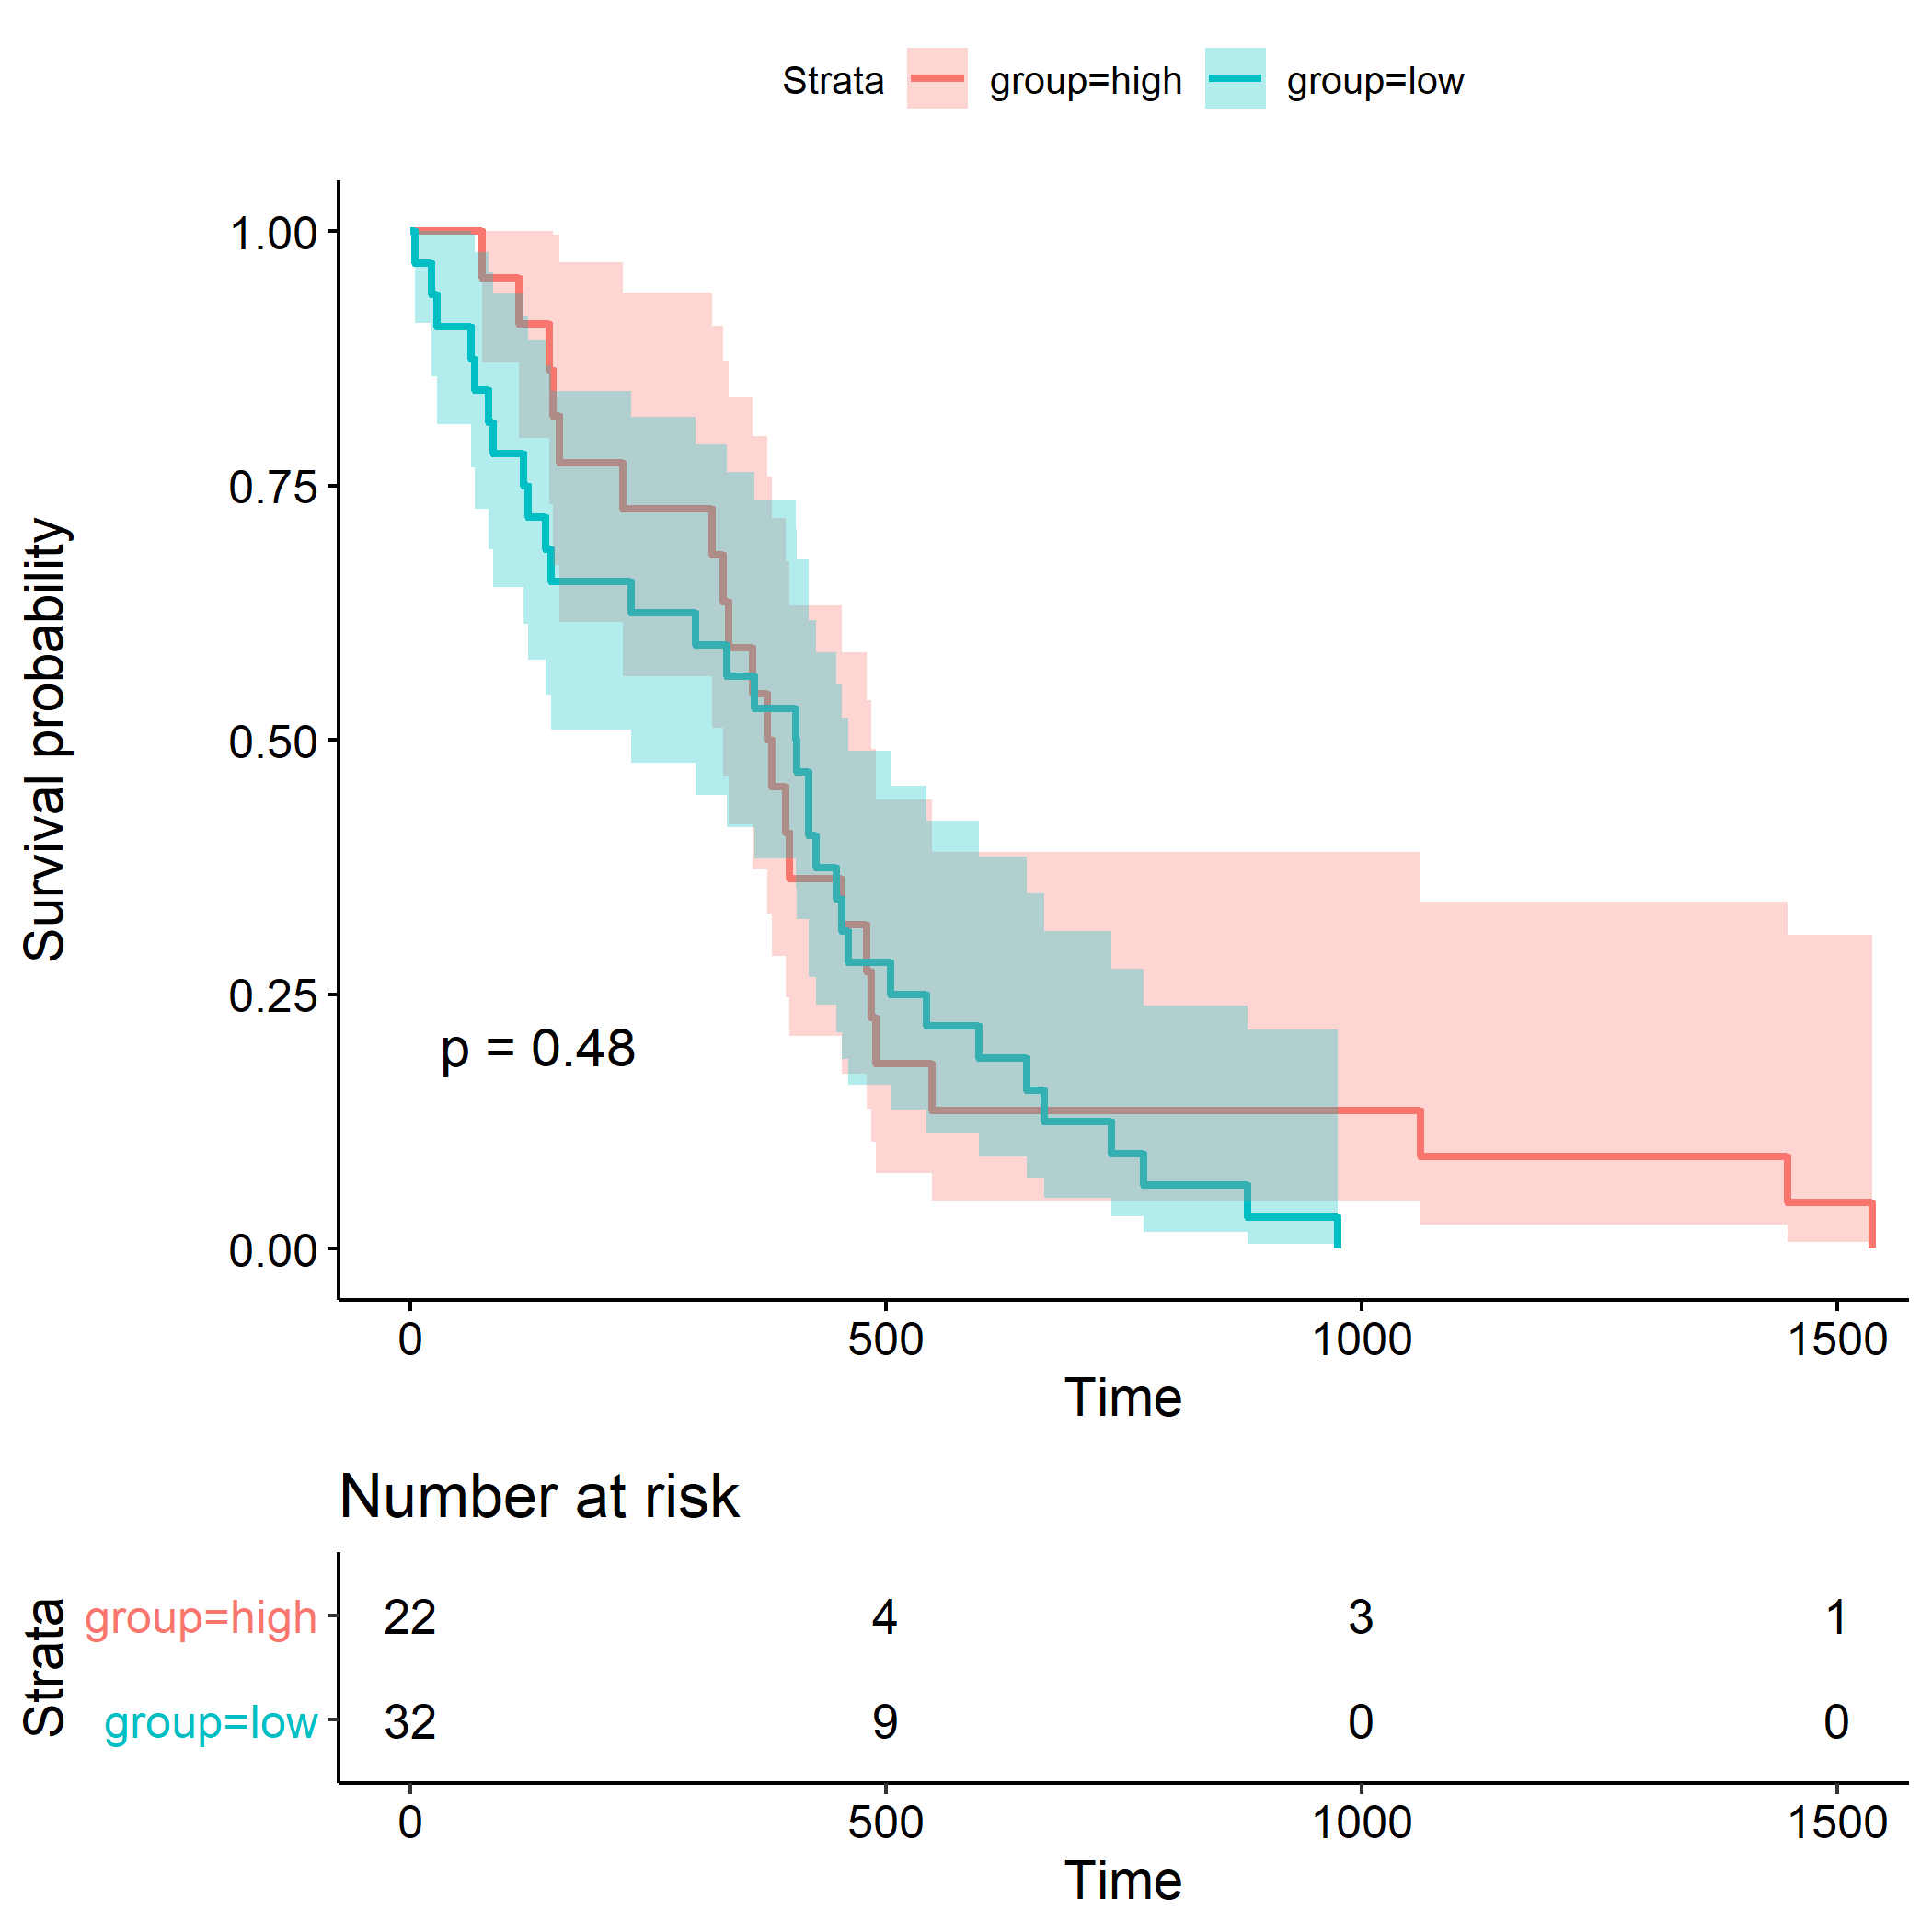 Strata group=high group=low
1.00
0.75
0.50
0.25
0.00
Survival probability
p = 0.48
0 500 1000 1500
Time
Number at risk
Strata
group=high 22 4 3 1
group=low 32 9 0 0
0 500 1000 1500
Time